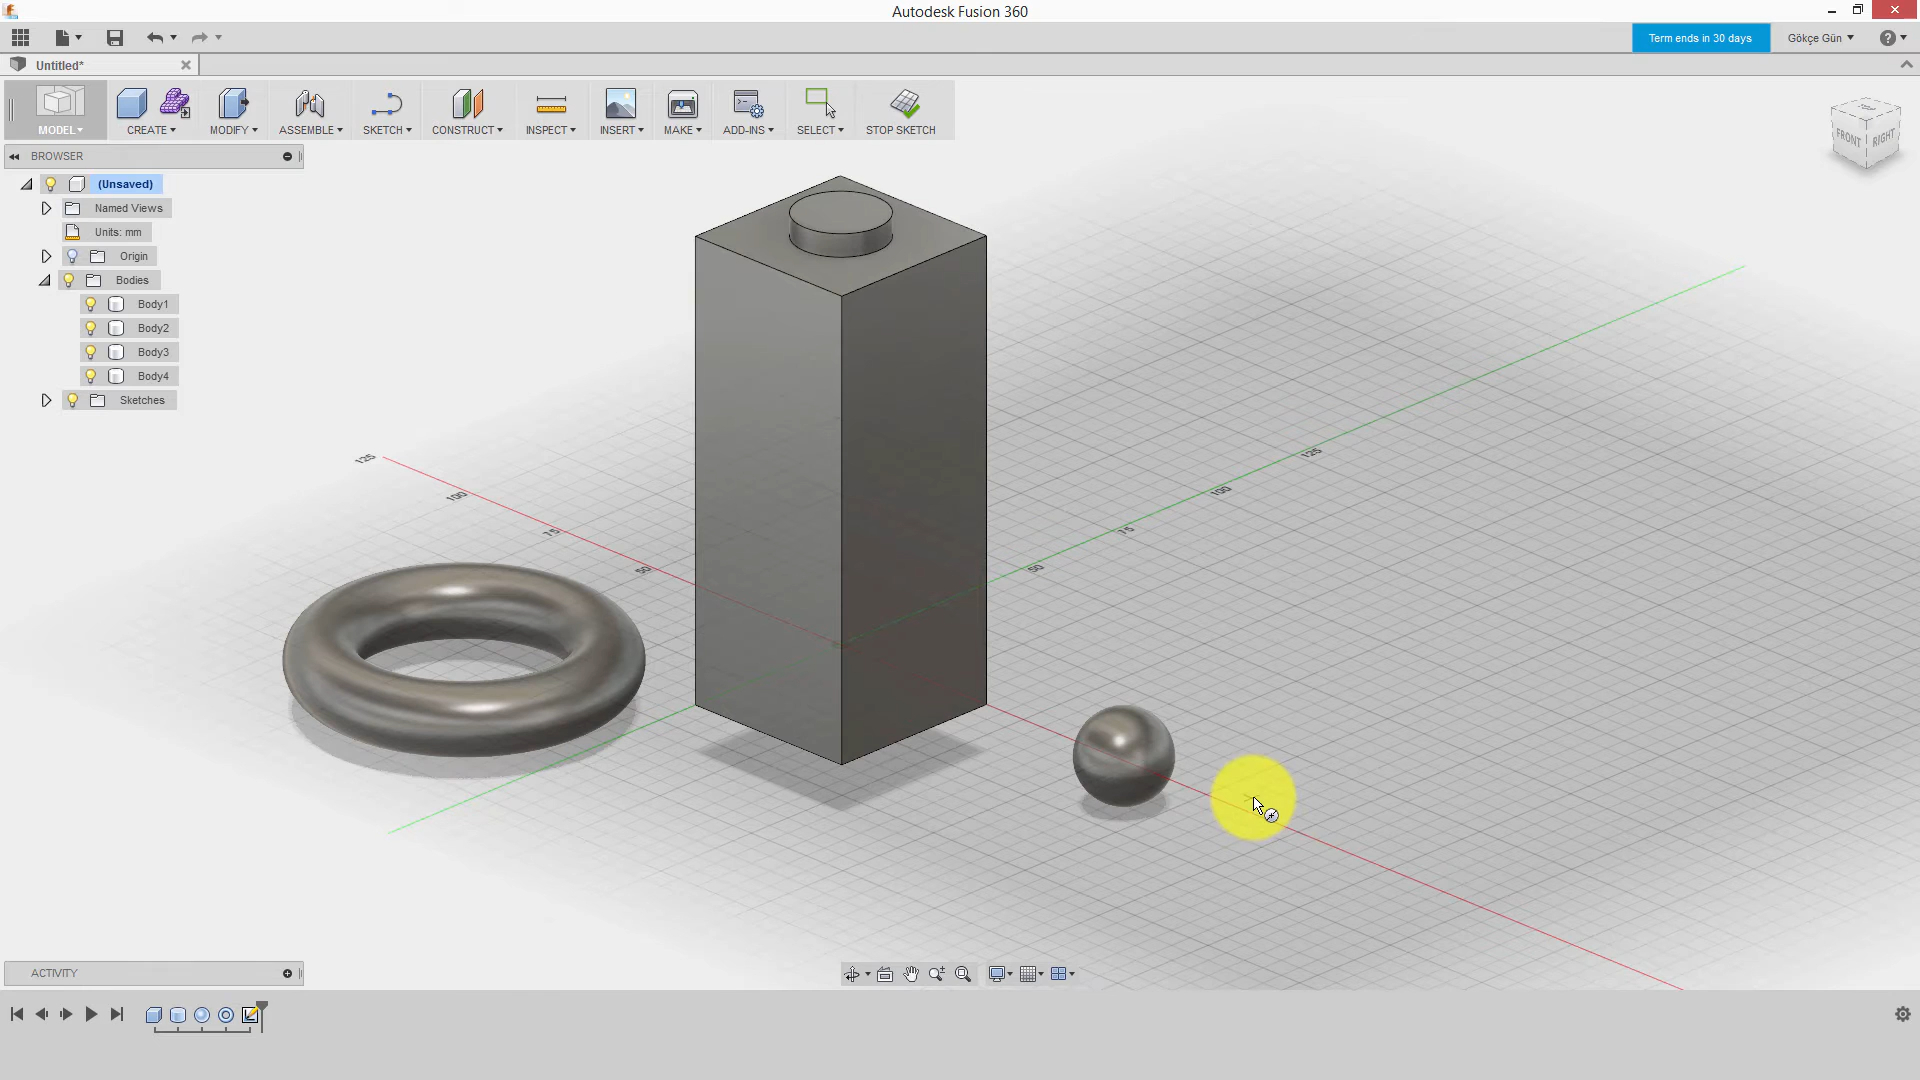 Autodesk Fusion 360
Term ends in 30 days
Gökçe Gün
Untitled*
MODEL
CREATE
MODIFY
ASSEMBLE
SKETCH
CONSTRUCT
INSPECT
INSERT
MAKE
ADD-INS
SELECT
STOP SKETCH
TOP
FRONT
RIGHT
BROWSER
(Unsaved)
Named Views
Units: mm
Origin
Bodies
Body1
Body2
Body3
Body4
Sketches
125
100
75
50
125
100
75
50
ACTIVITY